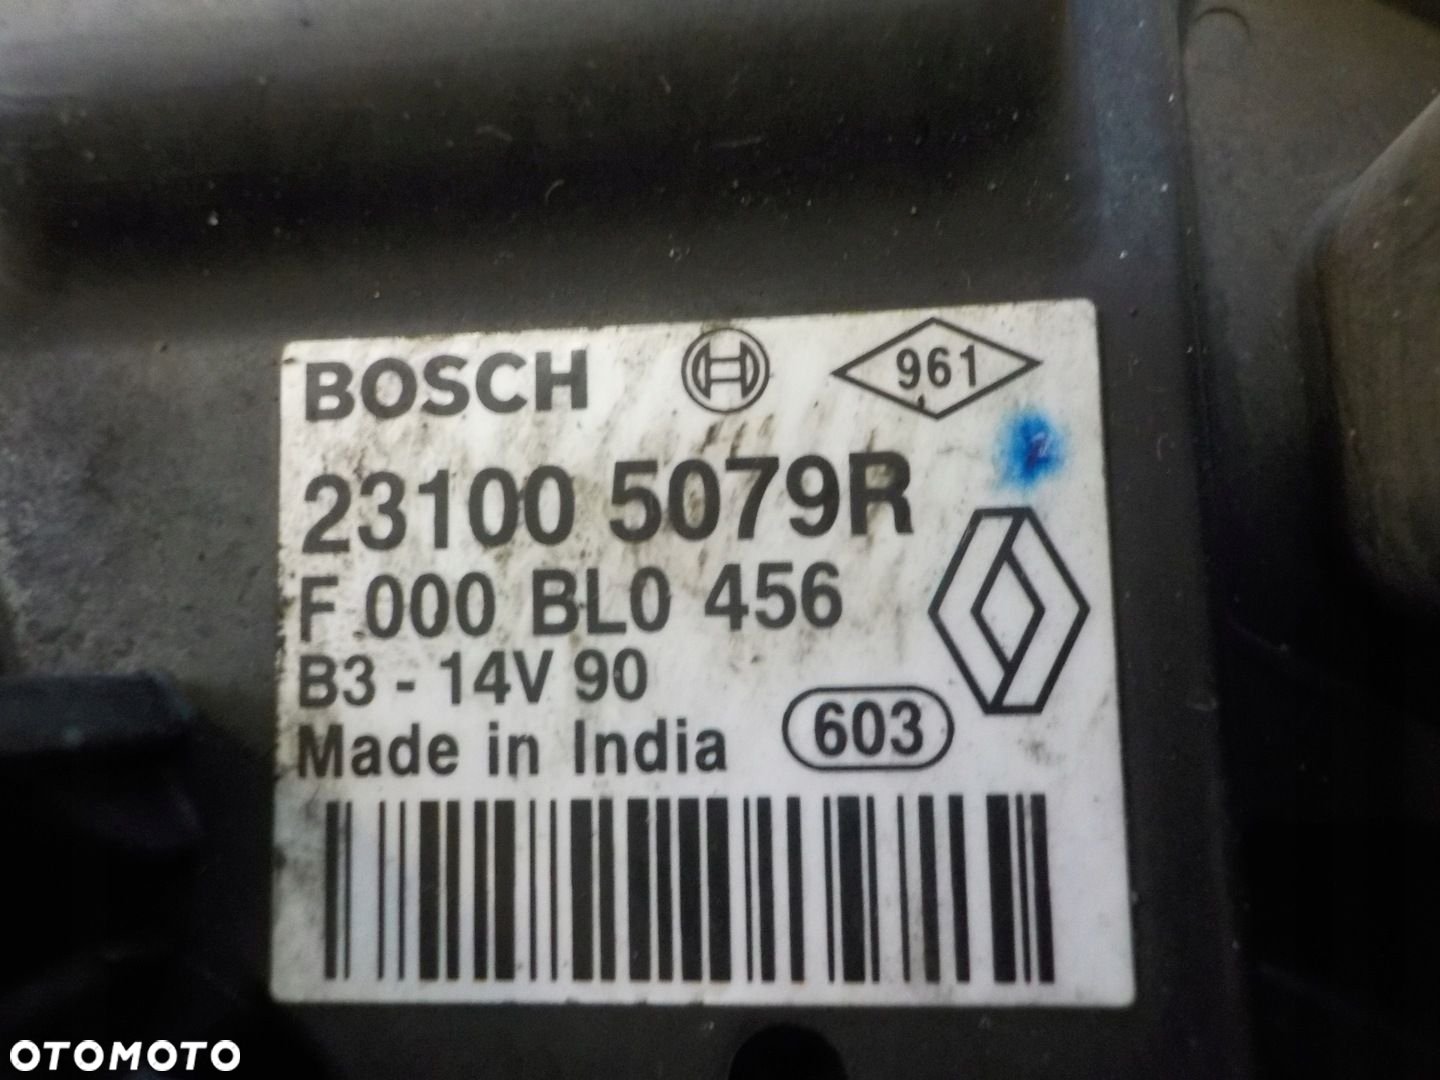 BOSCH 961
23100 5079R
F 000 BL0 456
B3 - 14V 90
Made in India 603
OTOMOTO